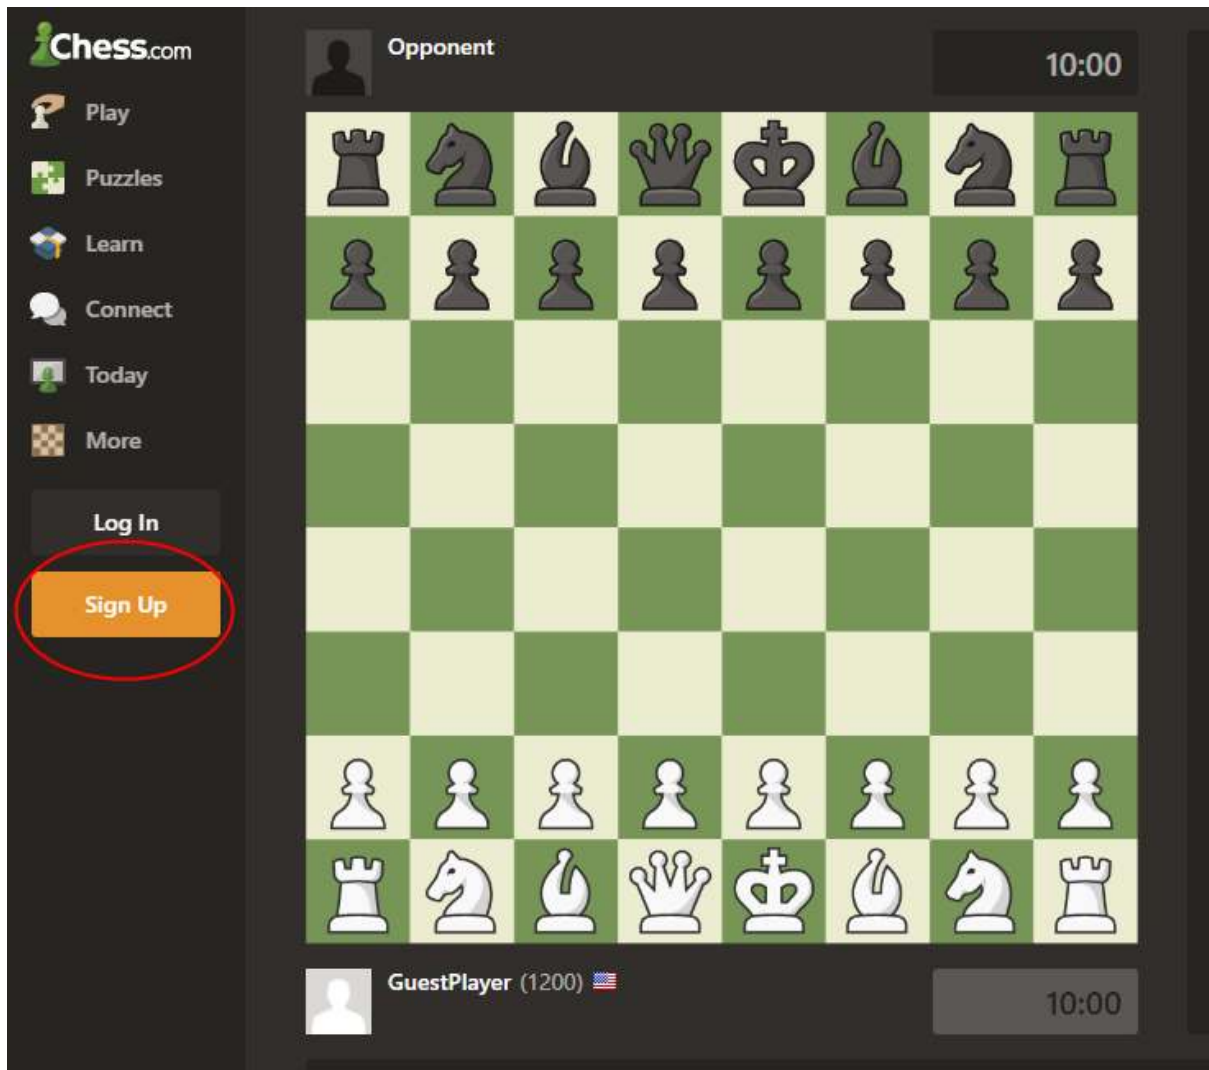 Chess.com
Play
Puzzles
Learn
Connect
Today
More
Log In
Sign Up
Opponent
10:00
GuestPlayer (1200)
10:00